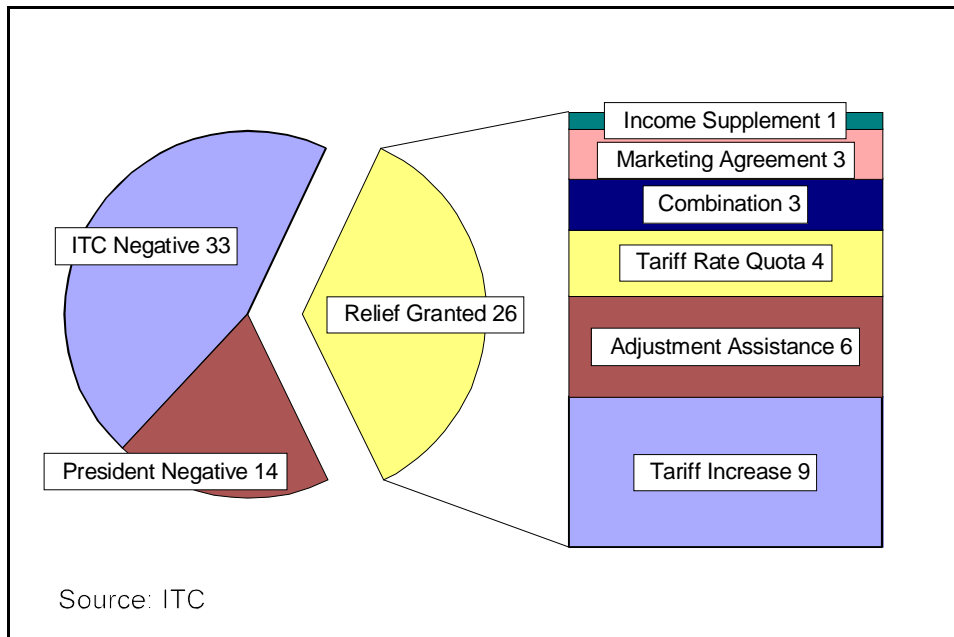 Income Supplement 1
Marketing Agreement 3
Combination 3
ITC Negative 33
Tariff Rate Quota 4
Relief Granted 26
Adjustment Assistance 6
President Negative 14
Tariff Increase 9
Source: ITC